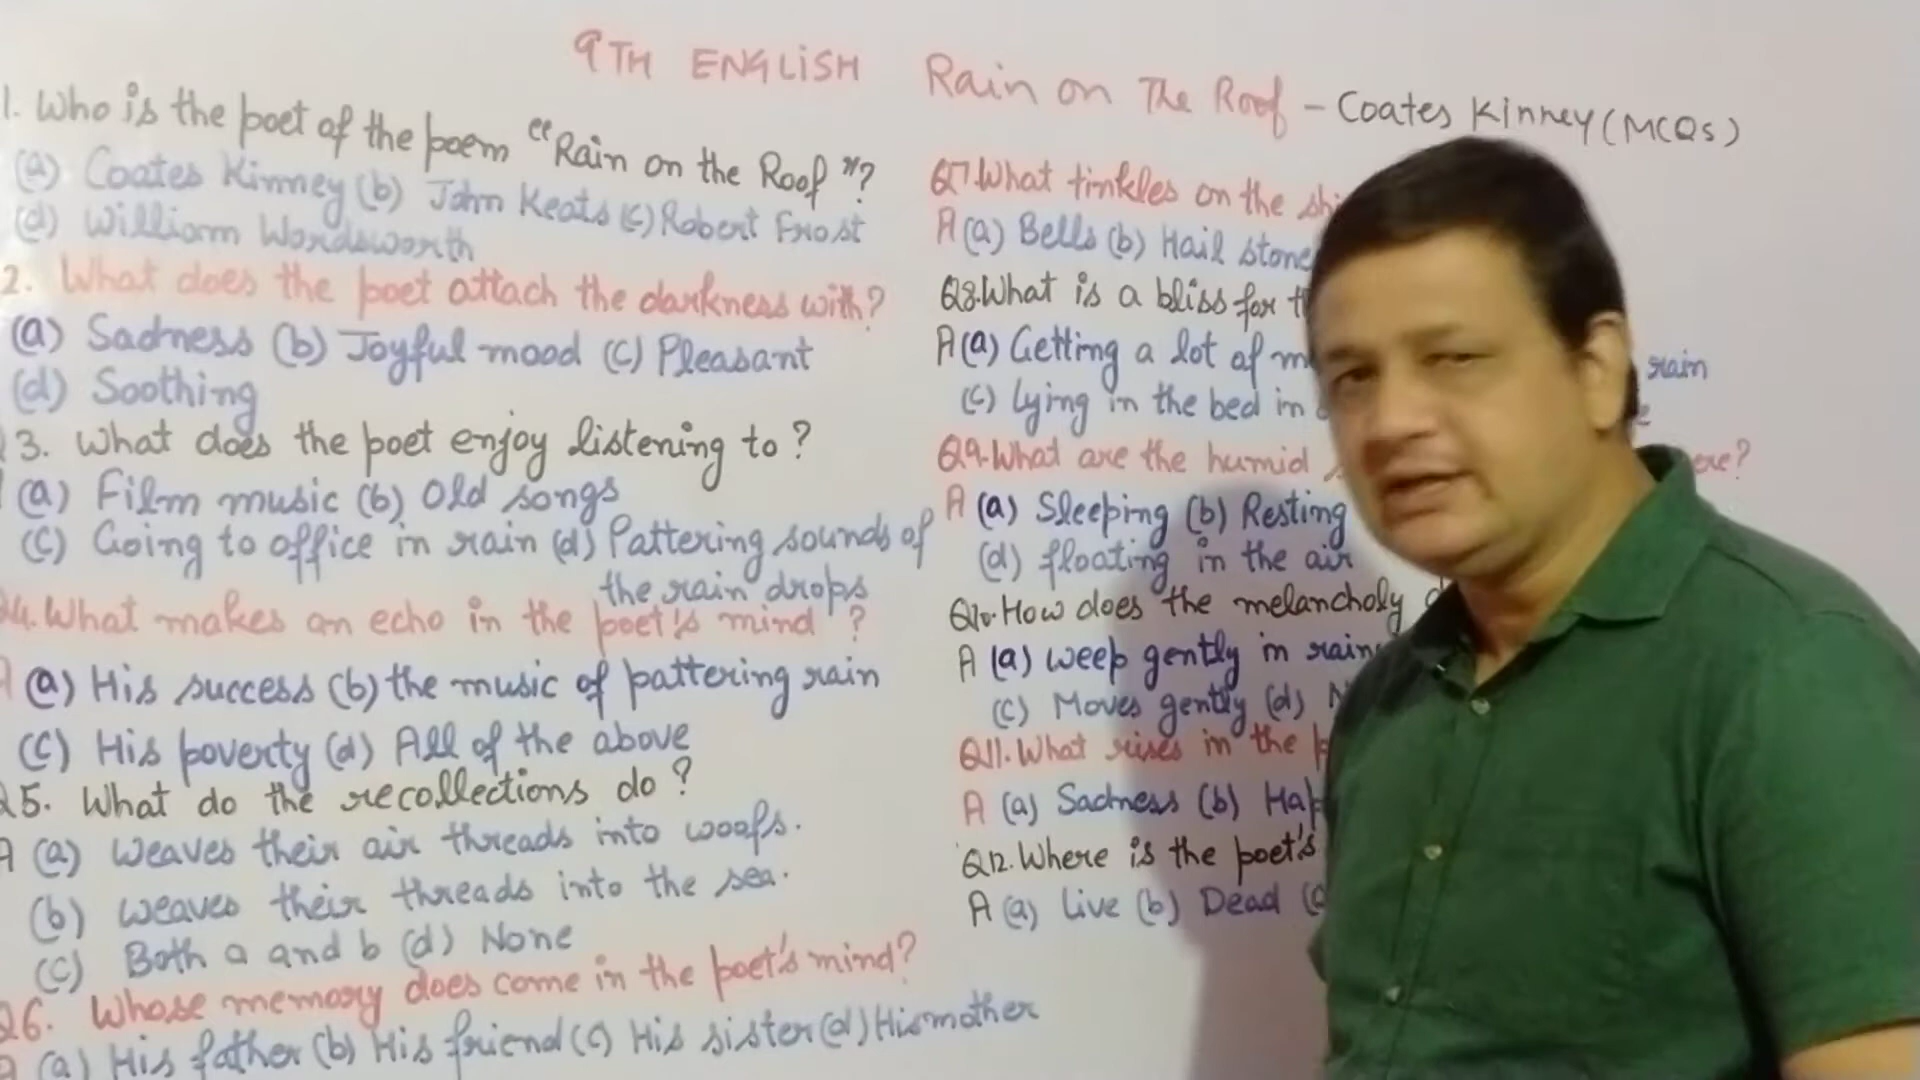 9TH ENGLISH Rain on The Roof - Coates Kinney (MCQs)
1. Who is the poet of the poem "Rain on the Roof"?
(a) Coates Kinney (b) John Keats (c) Robert Frost
(d) William Wordsworth
2. What does the poet attach the darkness with?
(a) Sadness (b) Joyful mood (c) Pleasant
(d) Soothing
3. What does the poet enjoy listening to?
(a) Film music (b) Old songs
(c) Going to office in rain (d) Pattering sounds of
the rain drops
4. What makes an echo in the poet's mind?
(a) His success (b) the music of pattering rain
(c) His poverty (d) All of the above
5. What do the recollections do?
A (a) Weaves their air threads into woofs.
(b) weaves their threads into the sea.
(c) Both a and b (d) None
Q6. Whose memory does come in the poet's mind?
(a) His father (b) His friend (c) His sister (d) His mother
Q7. What tinkles on the
A (a) Bells (b) Hail stone
Q8. What is a bliss for
A (a) Getting a lot of rain
(c) lying in the bed in
Q9. What are the humid
A (a) Sleeping (b) Resting
(d) floating in the air
Q10. How does the melancholy
A (a) weep gently in rain
(c) Moves gently (d)
Q11. What rises in the
A (a) Sadness (b)
Q12. Where is the poet's
A (a) Live (b) Dead